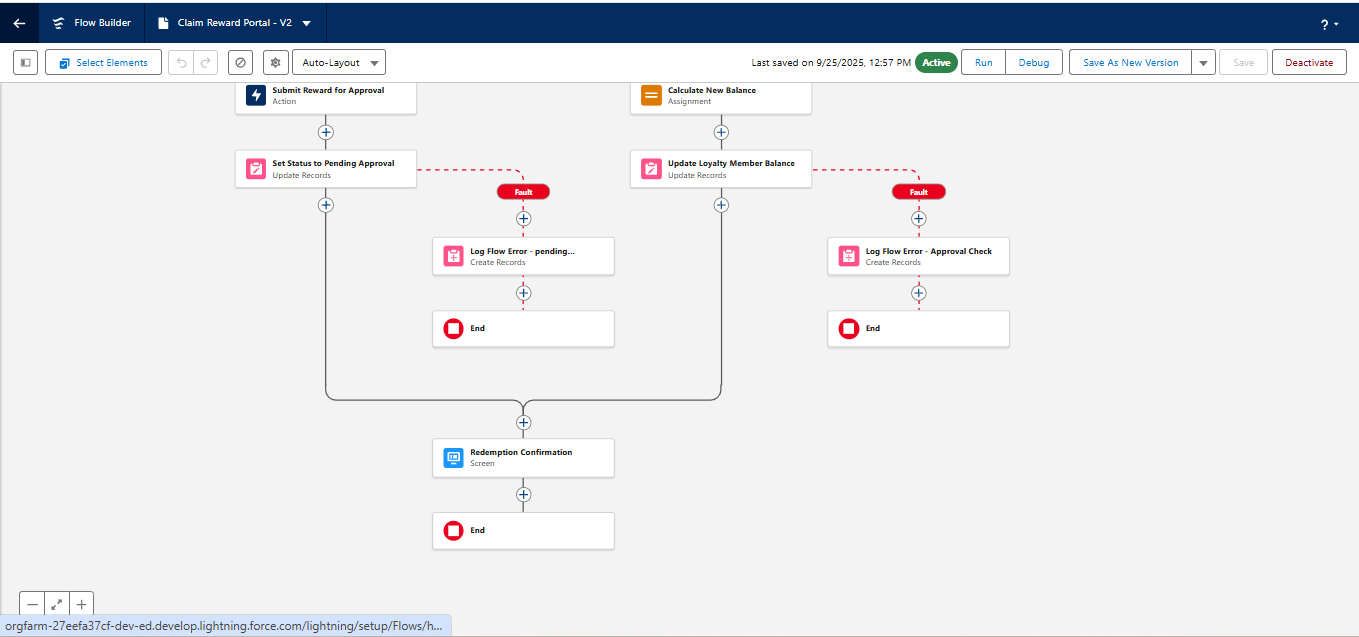 Flow Builder
Claim Reward Portal - V2
? 
Select Elements
Auto-Layout
Last saved on 9/25/2025, 12:57 PM
Active
Run
Debug
Save As New Version
Save
Deactivate
Submit Reward for Approval
Action
Calculate New Balance
Assignment
Set Status to Pending Approval
Update Records
Update Loyalty Member Balance
Update Records
Fault
Fault
Log Flow Error - pending...
Create Records
Log Flow Error - Approval Check
Create Records
End
End
Redemption Confirmation
Screen
End
orgfarm-27eefa37cf-dev-ed.develop.lightning.force.com/lightning/setup/Flows/h...